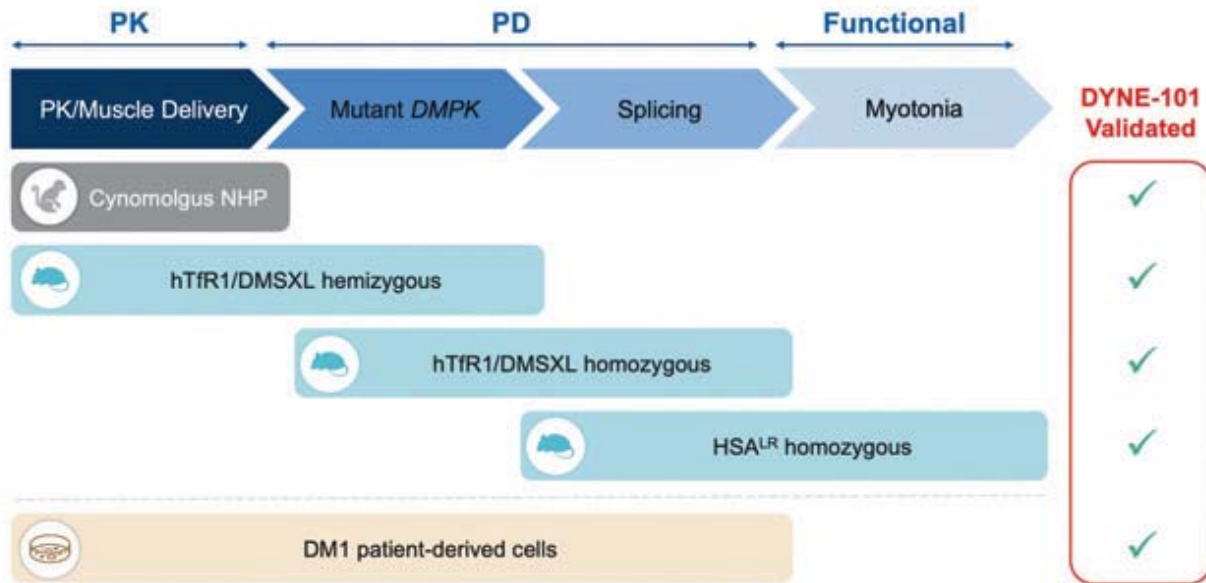 PK
PD
Functional
PK/Muscle Delivery
Mutant DMPK
Splicing
Myotonia
DYNE-101
Validated
Cynomolgus NHP
hTfR1/DMSXL hemizygous
hTfR1/DMSXL homozygous
HSALR homozygous
DM1 patient-derived cells